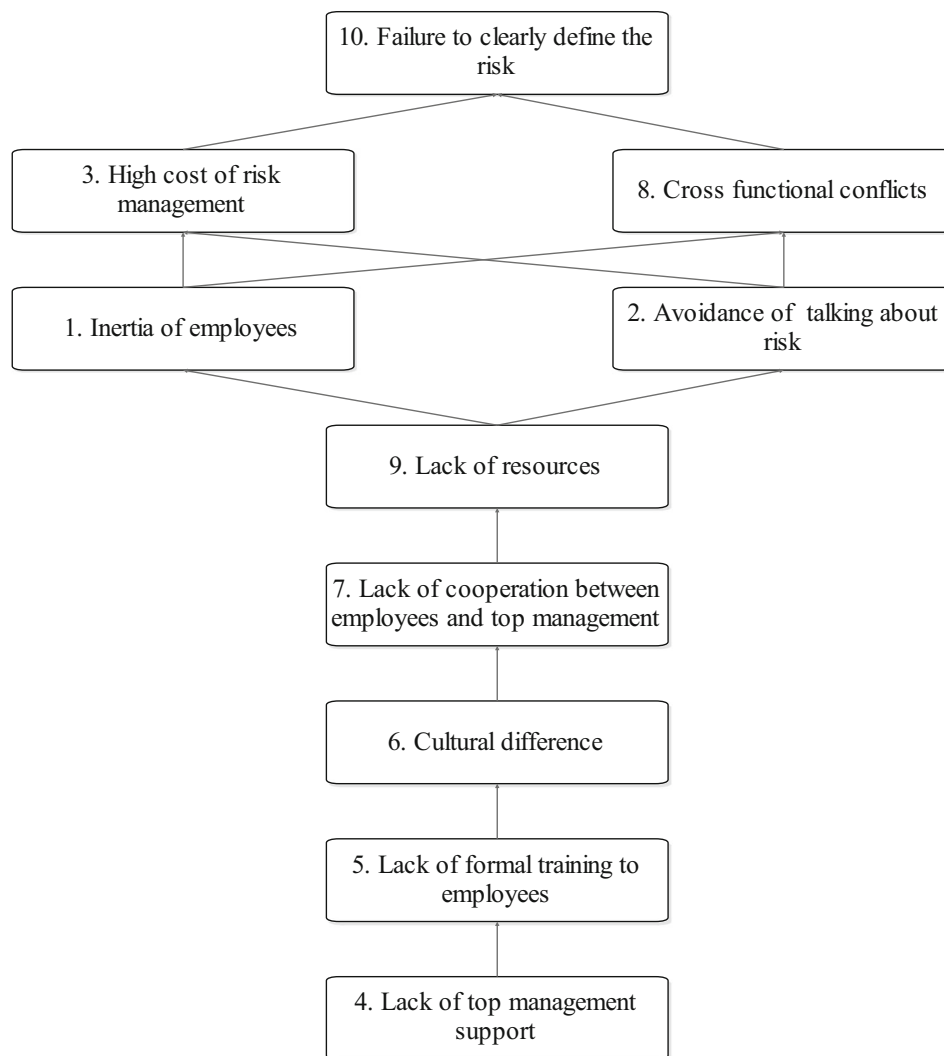 10. Failure to clearly define the
risk
3. High cost of risk
management
8. Cross functional conflicts
1. Inertia of employees
2. Avoidance of talking about
risk
9. Lack of resources
7. Lack of cooperation between
employees and top management
6. Cultural difference
5. Lack of formal training to
employees
4. Lack of top management
support